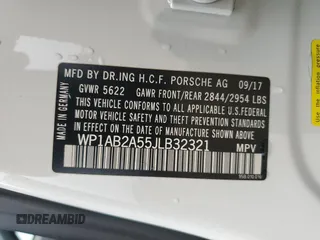 MFD BY DR.ING H.C.F. PORSCHE AG 09/17
GVWR 5622 GAWR FRONT/REAR 2844/2954 LBS
THIS VEHICLE CONFORMS TO ALL APPLICABLE U.S.FEDERAL
MOTOR VEHICLE SAFETY, BUMPER, AND THEFT PREVENTION
STANDARDS IN EFFECT ON THE DATE OF MANUFACTURE
SHOWN ABOVE.
WP1AB2A55JLB32321 MPV
MADE IN GERMANY
DREAMBID